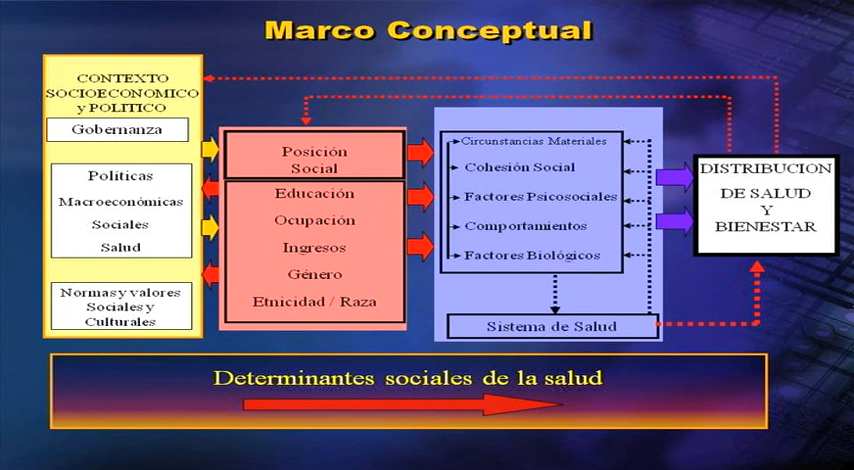 Marco Conceptual
CONTEXTO
SOCIOECONOMICO
y POLITICO
Gobernanza
Políticas
Macroeconómicas
Sociales
Salud
Normas y valores
Sociales y
Culturales
Posición
Social
Educación
Ocupación
Ingresos
Género
Etnicidad / Raza
Circunstancias Materiales
Cohesión Social
Factores Psicosociales
Comportamientos
Factores Biológicos
Sistema de Salud
DISTRIBUCION
DE SALUD
Y
BIENESTAR
Determinantes sociales de la salud